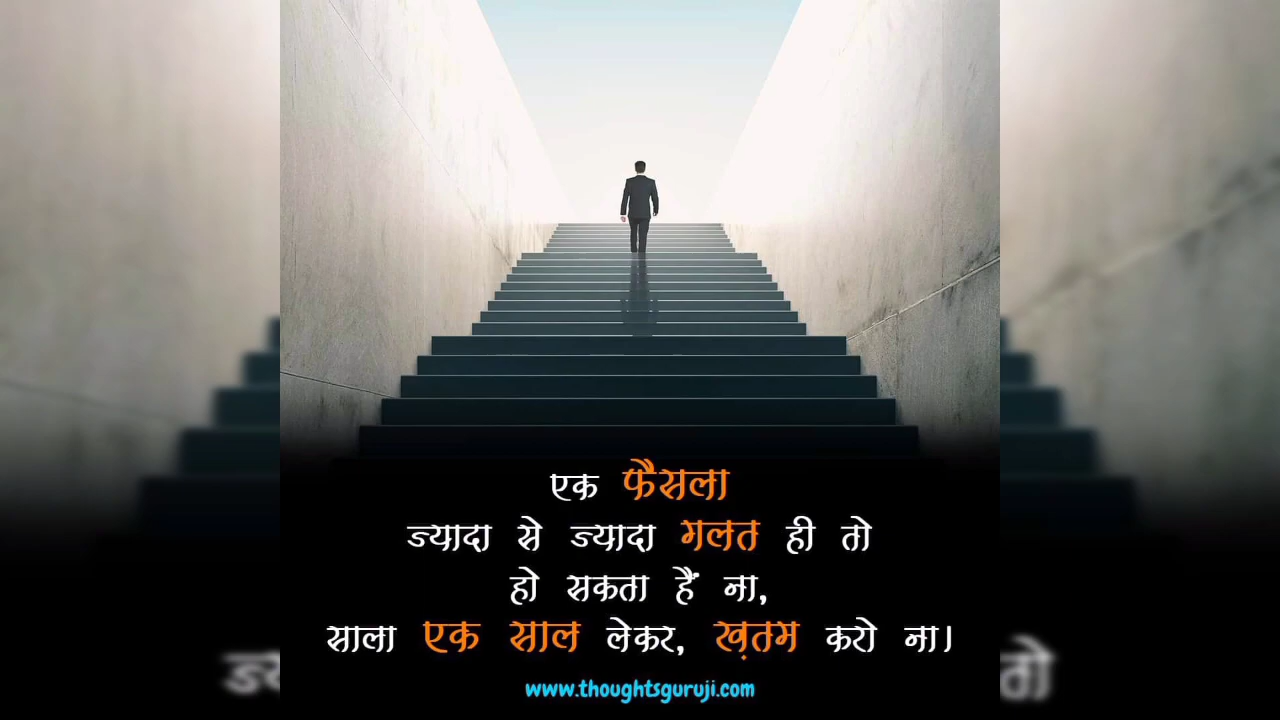 एक फैसला
ज्यादा से ज्यादा गलत ही तो
हो सकता हैं ना,
साला एक साल लेकर, ख़तम करो ना।
www.thoughtsguruji.com
ज्य
तो